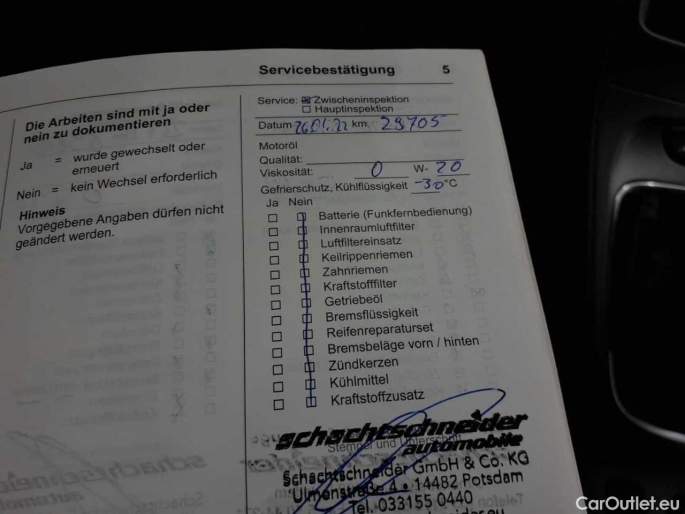 Servicebestätigung 5
Die Arbeiten sind mit ja oder
nein zu dokumentieren
Ja = wurde gewechselt oder
erneuert
Nein = kein Wechsel erforderlich
Hinweis
Vorgegebene Angaben dürfen nicht
geändert werden.
Service: Zwischeninspektion
Hauptinspektion
Datum 26.01.22 km, 29705
Motoröl
Qualität:
Viskosität: 0 W- 20
Gefrierschutz, Kühlflüssigkeit -30 °C
Ja Nein
Batterie (Funkfernbedienung)
Innenraumluftfilter
Luftfiltereinsatz
Keilrippenriemen
Zahnriemen
Kraftstofffilter
Getriebeöl
Bremsflüssigkeit
Reifenreparaturset
Bremsbeläge vorn / hinten
Zündkerzen
Kühlmittel
Kraftstoffzusatz
schachtschneider
automobile
Stempel und Unterschrift
Schachtschneider GmbH & Co. KG
Ulmenstraße 4 • 14482 Potsdam
Tel. 033155 0440
CarOutlet.eu